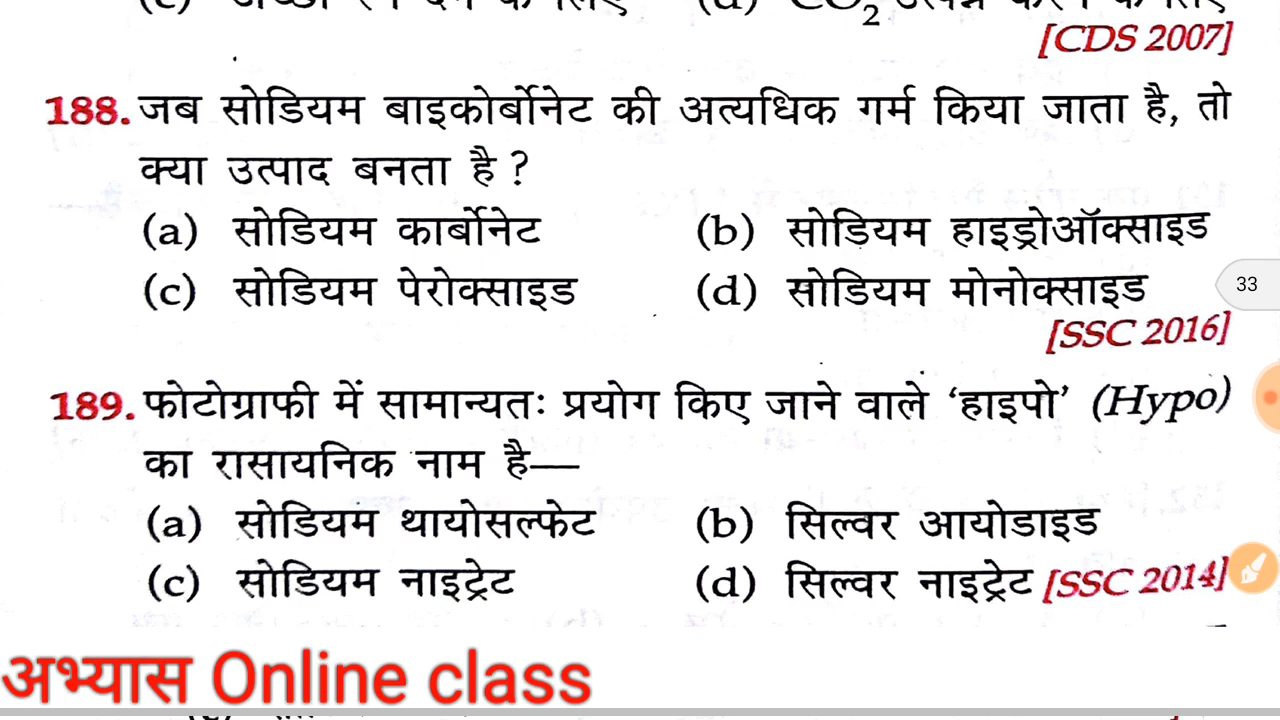 188. जब सोडियम बाइकोर्बोनेट की अत्यधिक गर्म किया जाता है, तो
क्या उत्पाद बनता है ?
(a) सोडियम कार्बोनेट (b) सोडियम हाइड्रोऑक्साइड
(c) सोडियम पेरोक्साइड (d) सोडियम मोनोक्साइड
33
[SSC 2016]
189. फोटोग्राफी में सामान्यतः प्रयोग किए जाने वाले ‘हाइपो’ (Hypo)
का रासायनिक नाम है—
(a) सोडियम थायोसल्फेट (b) सिल्वर आयोडाइड
(c) सोडियम नाइट्रेट (d) सिल्वर नाइट्रेट [SSC 2014]
अभ्यास Online class